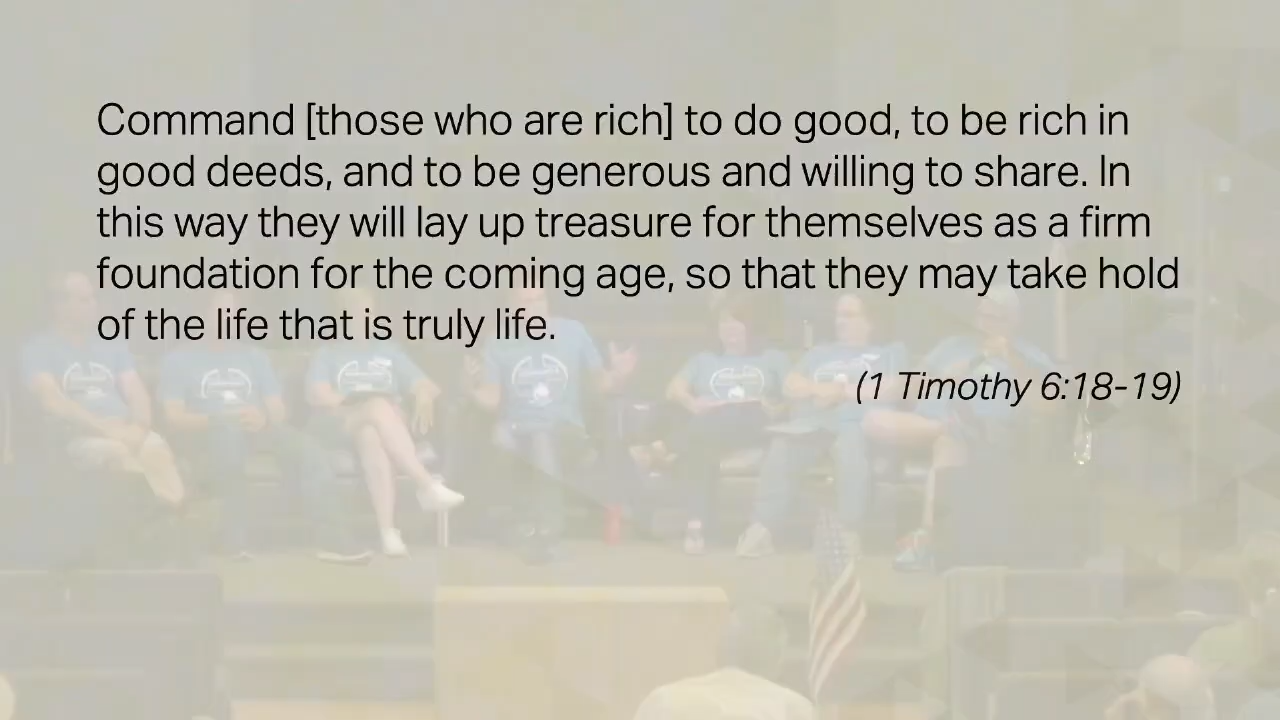 Command [those who are rich] to do good, to be rich in
good deeds, and to be generous and willing to share. In
this way they will lay up treasure for themselves as a firm
foundation for the coming age, so that they may take hold
of the life that is truly life.
(1 Timothy 6:18-19)